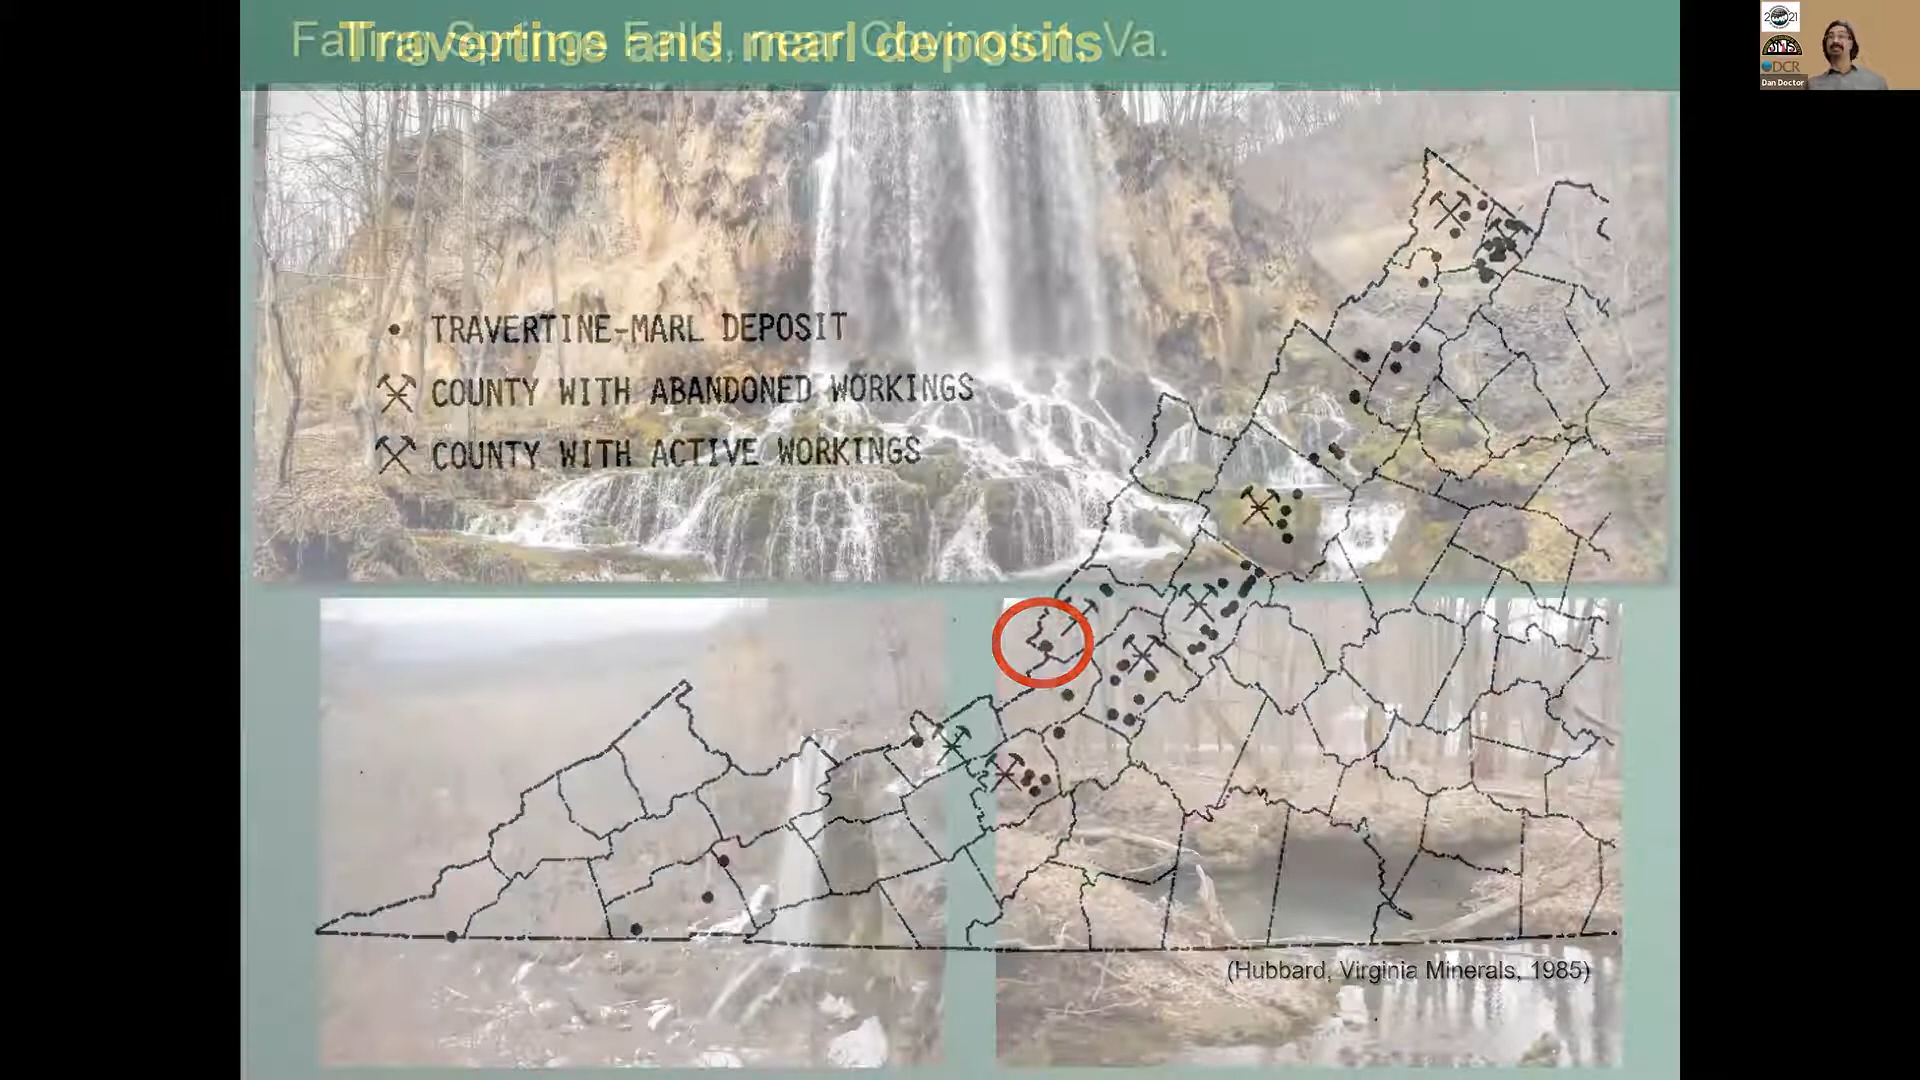 Falling Springs Falls, near Covington, Va.
Travertine and marl deposits
TRAVERTINE-MARL DEPOSIT
COUNTY WITH ABANDONED WORKINGS
COUNTY WITH ACTIVE WORKINGS
(Hubbard, Virginia Minerals, 1985)
2021
DCR
Dan Doctor